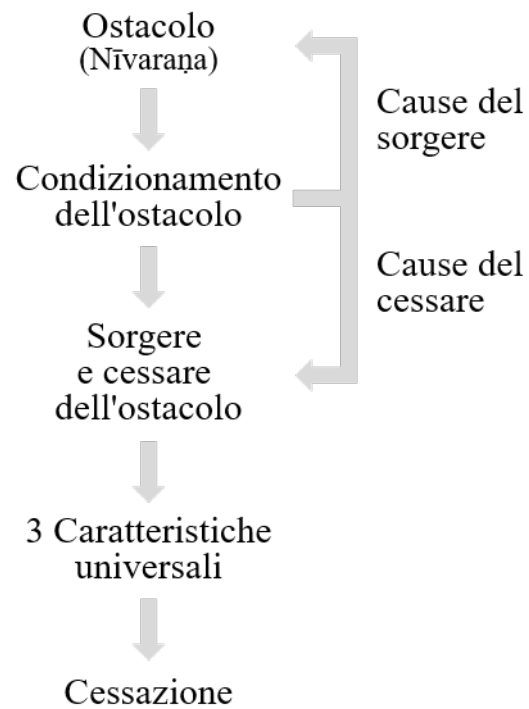 Ostacolo
(Nīvaraṇa)
Cause del
sorgere
Condizionamento
dell'ostacolo
Cause del
cessare
Sorgere
e cessare
dell'ostacolo
3 Caratteristiche
universali
Cessazione